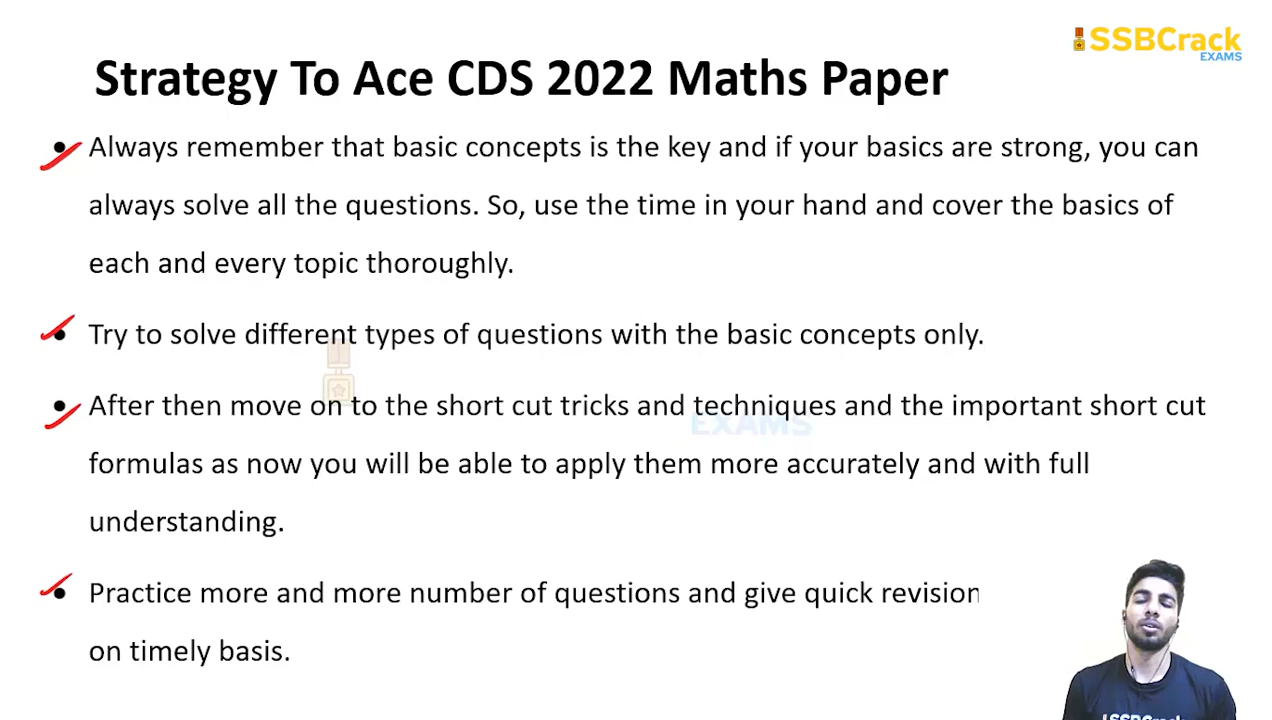 SSBCrack
EXAMS
Strategy To Ace CDS 2022 Maths Paper
• Always remember that basic concepts is the key and if your basics are strong, you can
always solve all the questions. So, use the time in your hand and cover the basics of
each and every topic thoroughly.
• Try to solve different types of questions with the basic concepts only.
• After then move on to the short cut tricks and techniques and the important short cut
EXAMS
formulas as now you will be able to apply them more accurately and with full
understanding.
• Practice more and more number of questions and give quick revision
on timely basis.
SSBCrack